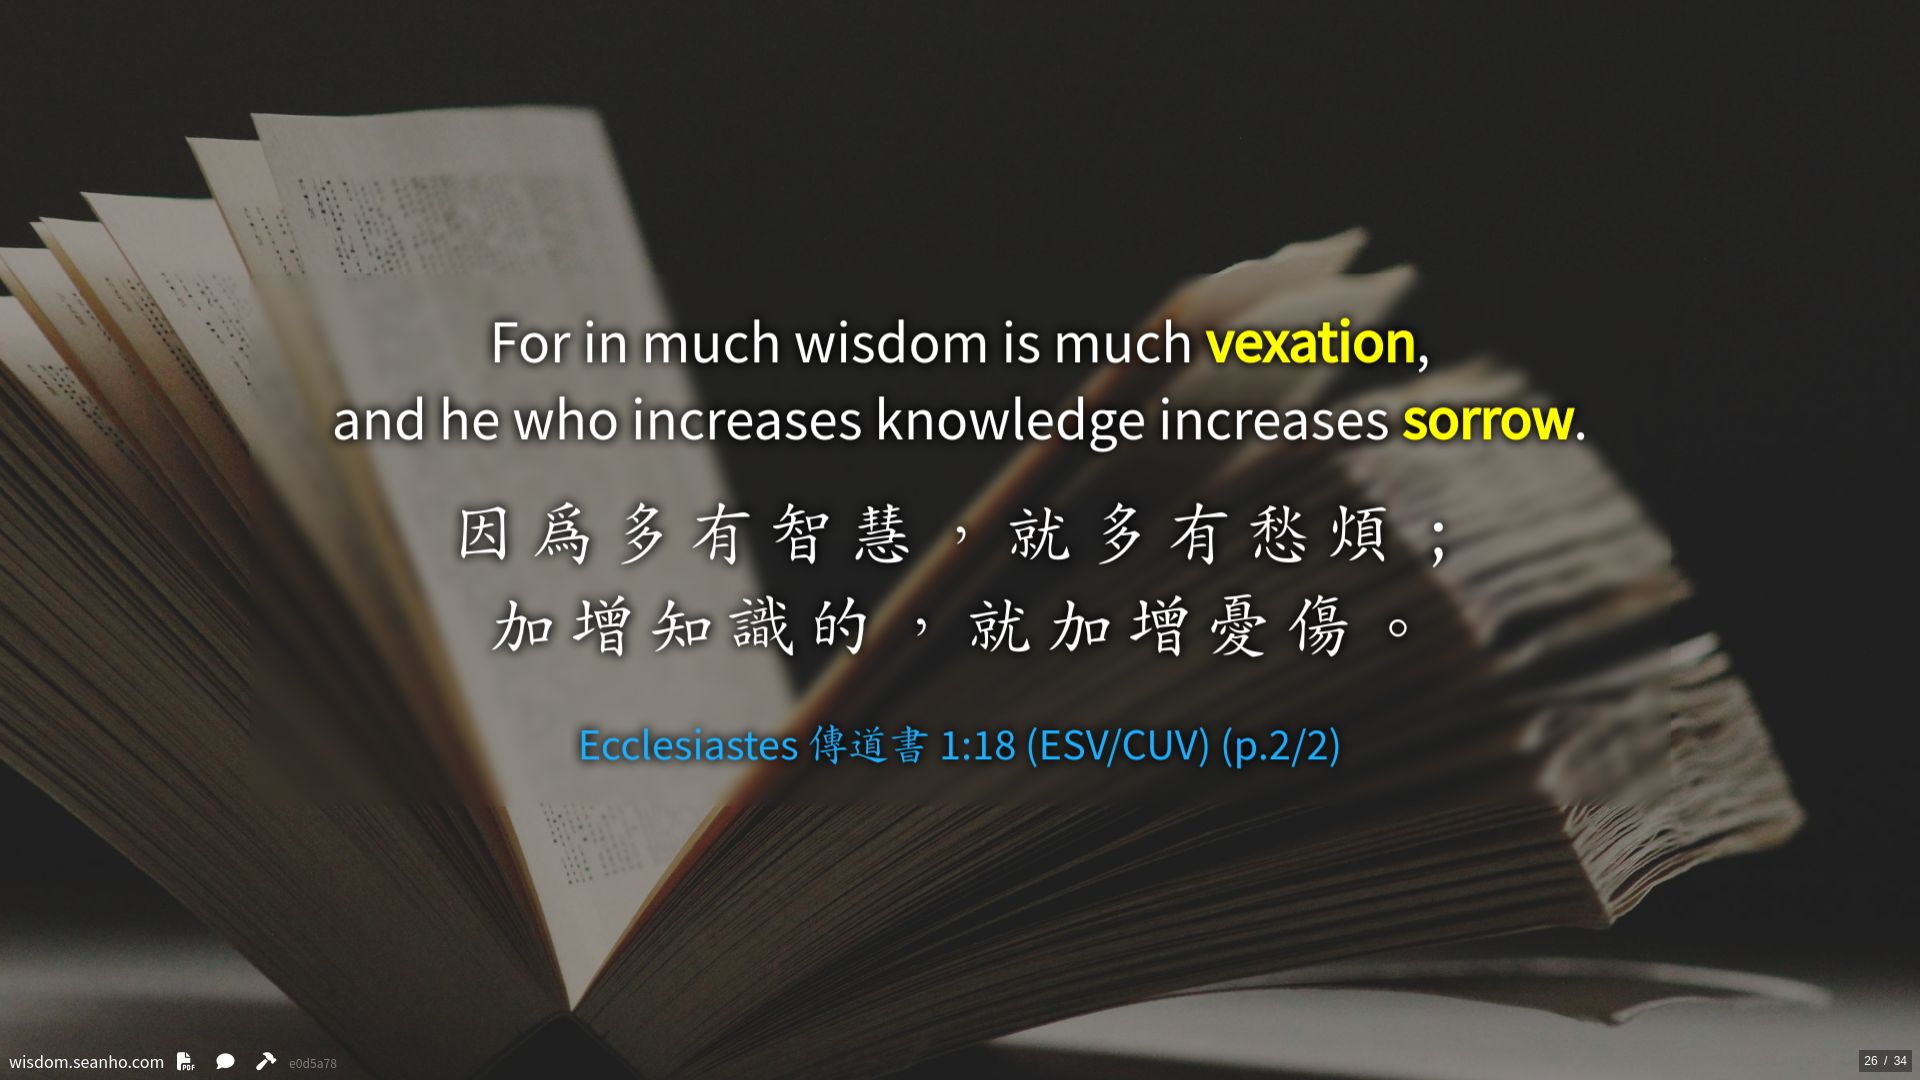 For in much wisdom is much vexation,
and he who increases knowledge increases sorrow.
因爲多有智慧，就多有愁煩；
加增知識的，就加增憂傷。
Ecclesiastes 傳道書 1:18 (ESV/CUV) (p.2/2)
wisdom.seanho.com PDF e0d5a78
26 / 34